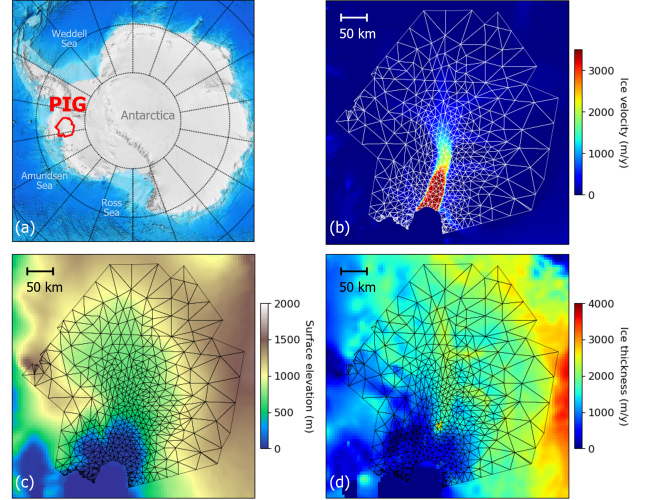 Weddell
Sea
PIG
Antarctica
Amundsen
Sea
Ross
Sea
(a)
50 km
(b)
3000
2000
1000
0
Ice velocity
(m/y)
50 km
(c)
2000
1500
1000
500
0
Surface elevation (m)
50 km
(d)
4000
3000
2000
1000
0
Ice thickness (m/y)